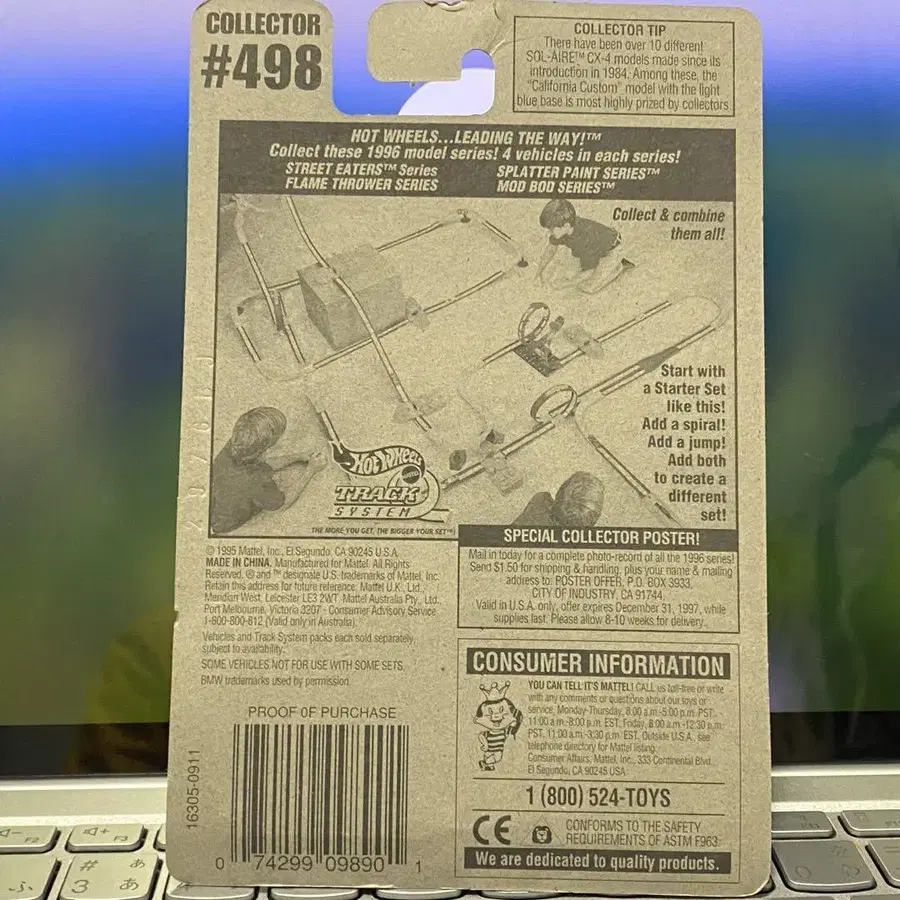 COLLECTOR
#498
COLLECTOR TIP
There have been over 10 different
SOL-AIRE™ CX-4 models made since its
introduction in 1984. Among these, the
"California Custom" model with the light
blue base is most highly prized by collectors
HOT WHEELS...LEADING THE WAY!™
Collect these 1996 model series! 4 vehicles in each series!
STREET EATERS™ Series
FLAME THROWER SERIES
SPLATTER PAINT SERIES™
MOD BOD SERIES™
Collect & combine
them all!
Start with
a Starter Set
like this!
Add a spiral!
Add a jump!
Add both
to create a
different
set!
HOT WHEELS
MATTEL
TRACK
SYSTEM
THE MORE YOU GET, THE BIGGER YOUR SET™!
© 1995 Mattel, Inc., El Segundo, CA 90245 U.S.A.
MADE IN CHINA. Manufactured for Mattel. All Rights
Reserved. ® and ™ designate U.S. trademarks of Mattel, Inc.
Retain this address for future reference: Mattel U.K., Ltd.,
Meridian West, Leicester LE3 2WT. Mattel Australia Pty., Ltd.,
Port Melbourne, Victoria 3207 - Consumer Advisory Service
1-800-800-812 (Valid only in Australia).
Vehicles and Track System packs each sold separately,
subject to availability.
SOME VEHICLES NOT FOR USE WITH SOME SETS.
BMW trademarks used by permission.
SPECIAL COLLECTOR POSTER!
Mail in today for a complete photo-record of all the 1996 series!
Send $1.50 for shipping & handling, plus your name & mailing
address to: POSTER OFFER, P.O. BOX 3933,
CITY OF INDUSTRY, CA 91744.
Valid in U.S.A. only, offer expires December 31, 1997, while
supplies last. Please allow 8-10 weeks for delivery.
CONSUMER INFORMATION
YOU CAN TELL IT'S MATTEL! CALL us toll-free or write
with any comments or questions about our toys or
service, Monday-Thursday, 8:00 a.m.-5:00 p.m. PST,
11:00 a.m.-8:00 p.m. EST, Friday, 8:00 a.m.-12:30 p.m.
PST, 11:00 a.m.-3:30 p.m. EST. Outside U.S.A., see
telephone directory for Mattel listing.
Consumer Affairs, Mattel, Inc., 333 Continental Blvd.,
El Segundo, CA 90245 USA
1 (800) 524-TOYS
CE
CONFORMS TO THE SAFETY
REQUIREMENTS OF ASTM F963
We are dedicated to quality products.
PROOF OF PURCHASE
0 74299 09890 1
16305-0911
F2
F3
# あ
3 ぁ
ふ